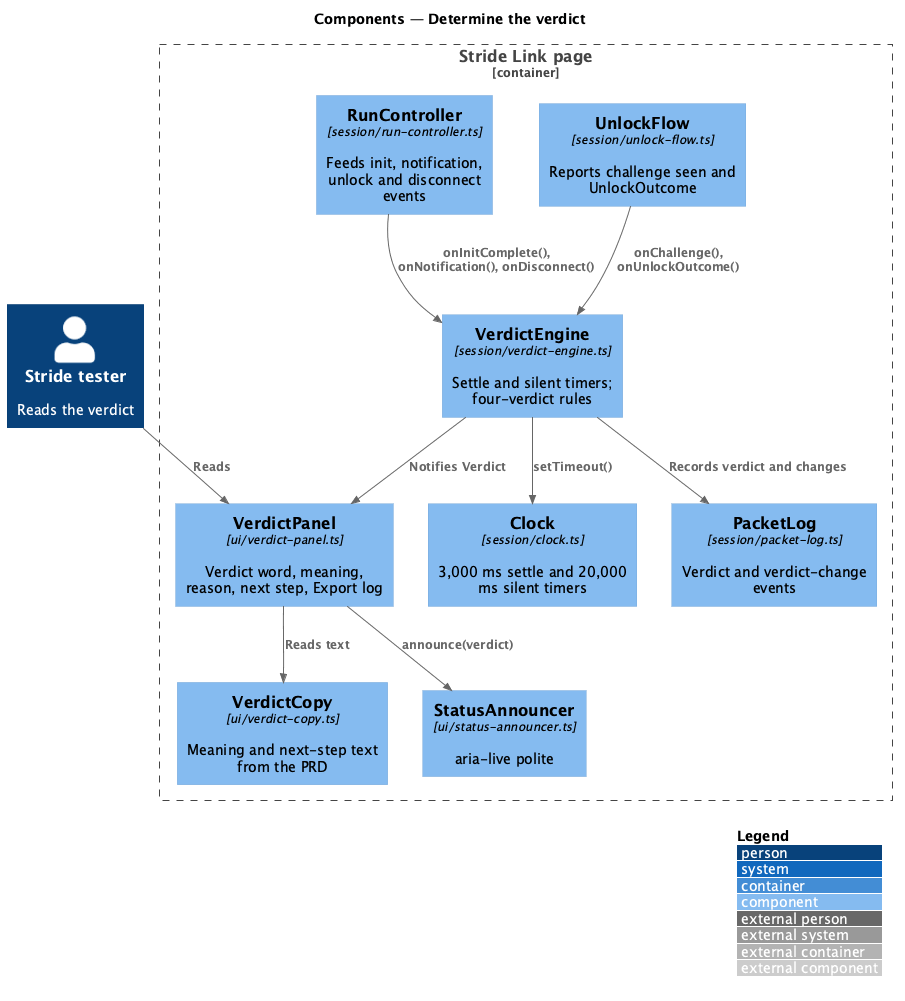 Components — Determine the verdict
Stride Link page
[container]
RunController
[session/run-controller.ts]
Feeds init, notification,
unlock and disconnect
events
UnlockFlow
[session/unlock-flow.ts]
Reports challenge seen and
UnlockOutcome
onInitComplete(),
onNotification(), onDisconnect()
onChallenge(),
onUnlockOutcome()
Stride tester
Reads the verdict
VerdictEngine
[session/verdict-engine.ts]
Settle and silent timers;
four-verdict rules
Reads
Notifies Verdict
setTimeout()
Records verdict and changes
VerdictPanel
[ui/verdict-panel.ts]
Verdict word, meaning,
reason, next step, Export log
Clock
[session/clock.ts]
3,000 ms settle and 20,000
ms silent timers
PacketLog
[session/packet-log.ts]
Verdict and verdict-change
events
Reads text
announce(verdict)
VerdictCopy
[ui/verdict-copy.ts]
Meaning and next-step text
from the PRD
StatusAnnouncer
[ui/status-announcer.ts]
aria-live polite
Legend
person
system
container
component
external person
external system
external container
external component